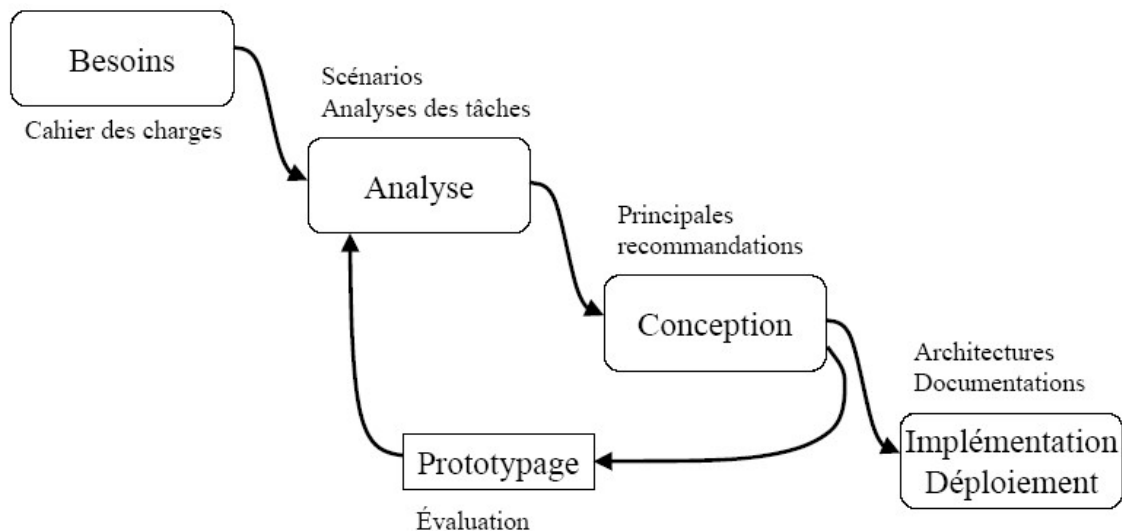 Besoins
Cahier des charges
Scénarios
Analyses des tâches
Analyse
Principales
recommandations
Conception
Architectures
Documentations
Implémentation
Déploiement
Prototypage
Évaluation